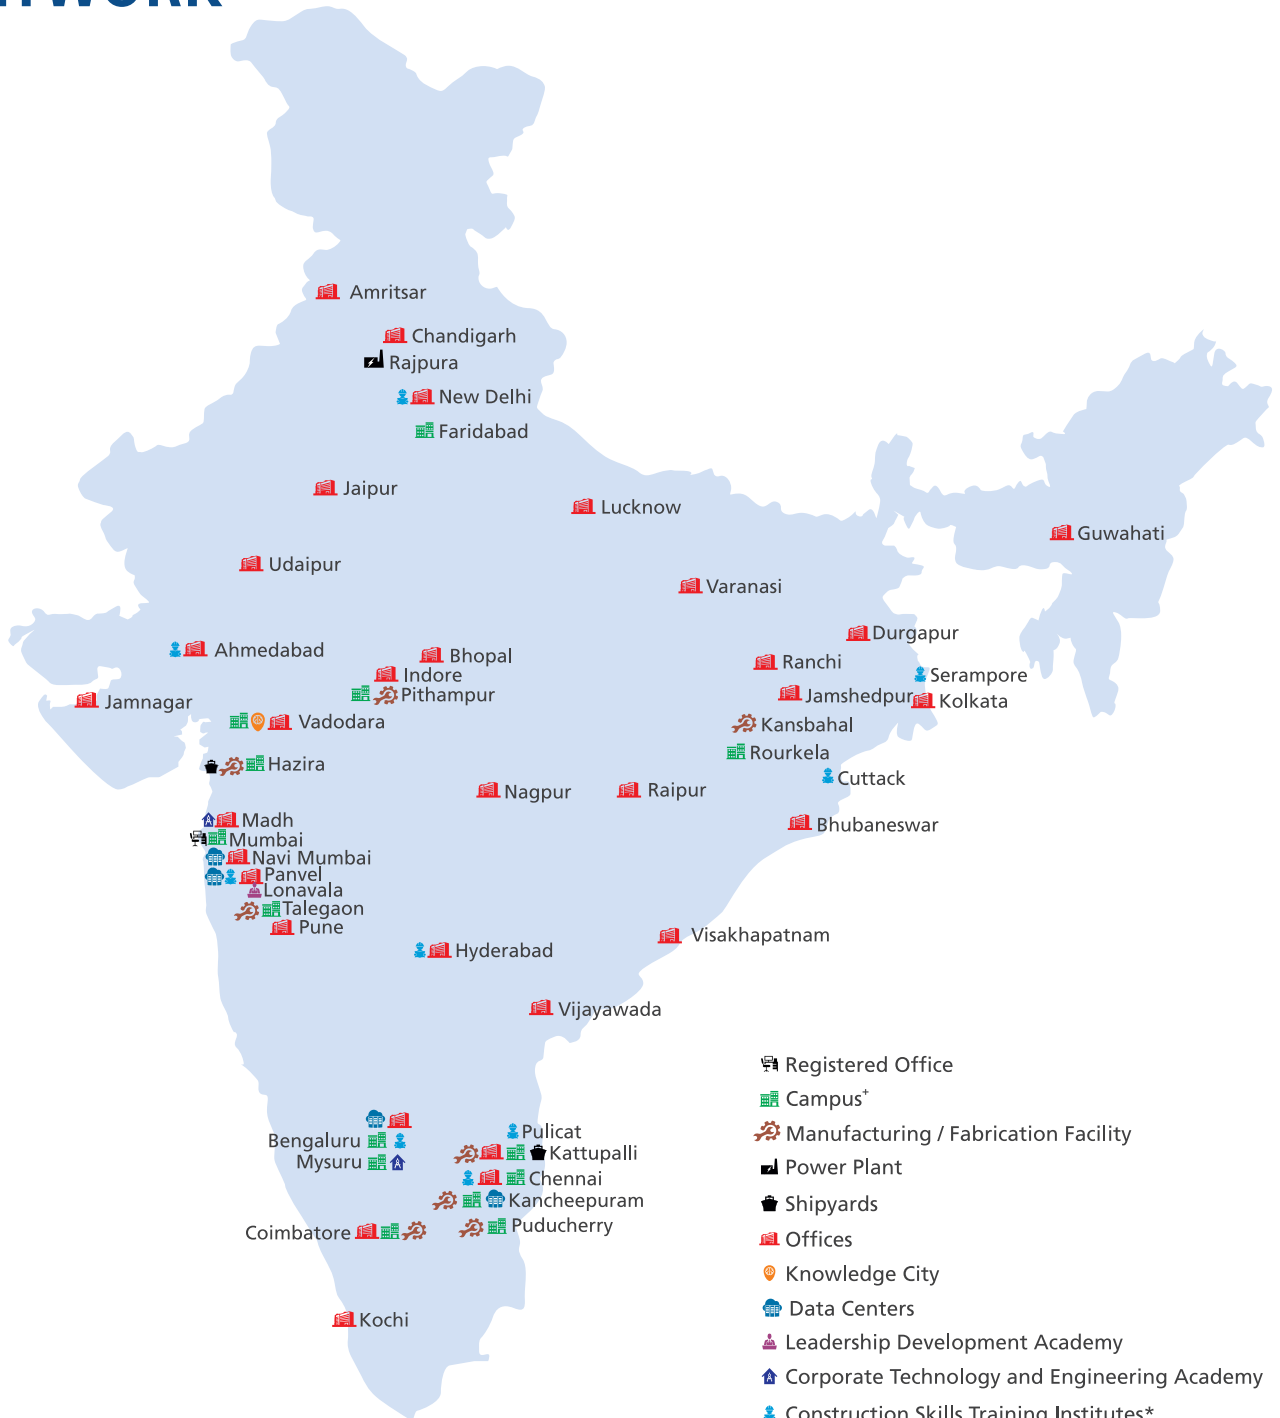 Amritsar
Chandigarh
Rajpura
New Delhi
Faridabad
Jaipur
Lucknow
Guwahati
Udaipur
Varanasi
Durgapur
Ahmedabad
Bhopal
Ranchi
Indore
Serampore
Pithampur
Jamshedpur
Jamnagar
Kolkata
Vadodara
Kansbahal
Rourkela
Hazira
Cuttack
Nagpur
Raipur
Madh
Bhubaneswar
Mumbai
Navi Mumbai
Panvel
Lonavala
Talegaon
Pune
Visakhapatnam
Hyderabad
Vijayawada
Bengaluru
Pulicat
Mysuru
Kattupalli
Chennai
Kancheepuram
Coimbatore
Puducherry
Kochi
Registered Office
Campus+
Manufacturing / Fabrication Facility
Power Plant
Shipyards
Offices
Knowledge City
Data Centers
Leadership Development Academy
Corporate Technology and Engineering Academy
Construction Skills Training Institutes*